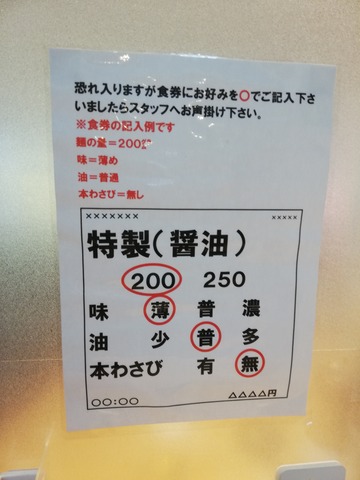 恐れ入りますが食券にお好みを〇でご記入下さ
いましたらスタッフへお声掛け下さい。
※食券の記入例です
麺の量=200g
味=薄め
油=普通
本わさび=無し
××××××× ×××××
特製(醤油)
200 250
味 薄 普 濃
油 少 普 多
本わさび 有 無
〇〇:〇〇 △△△△円